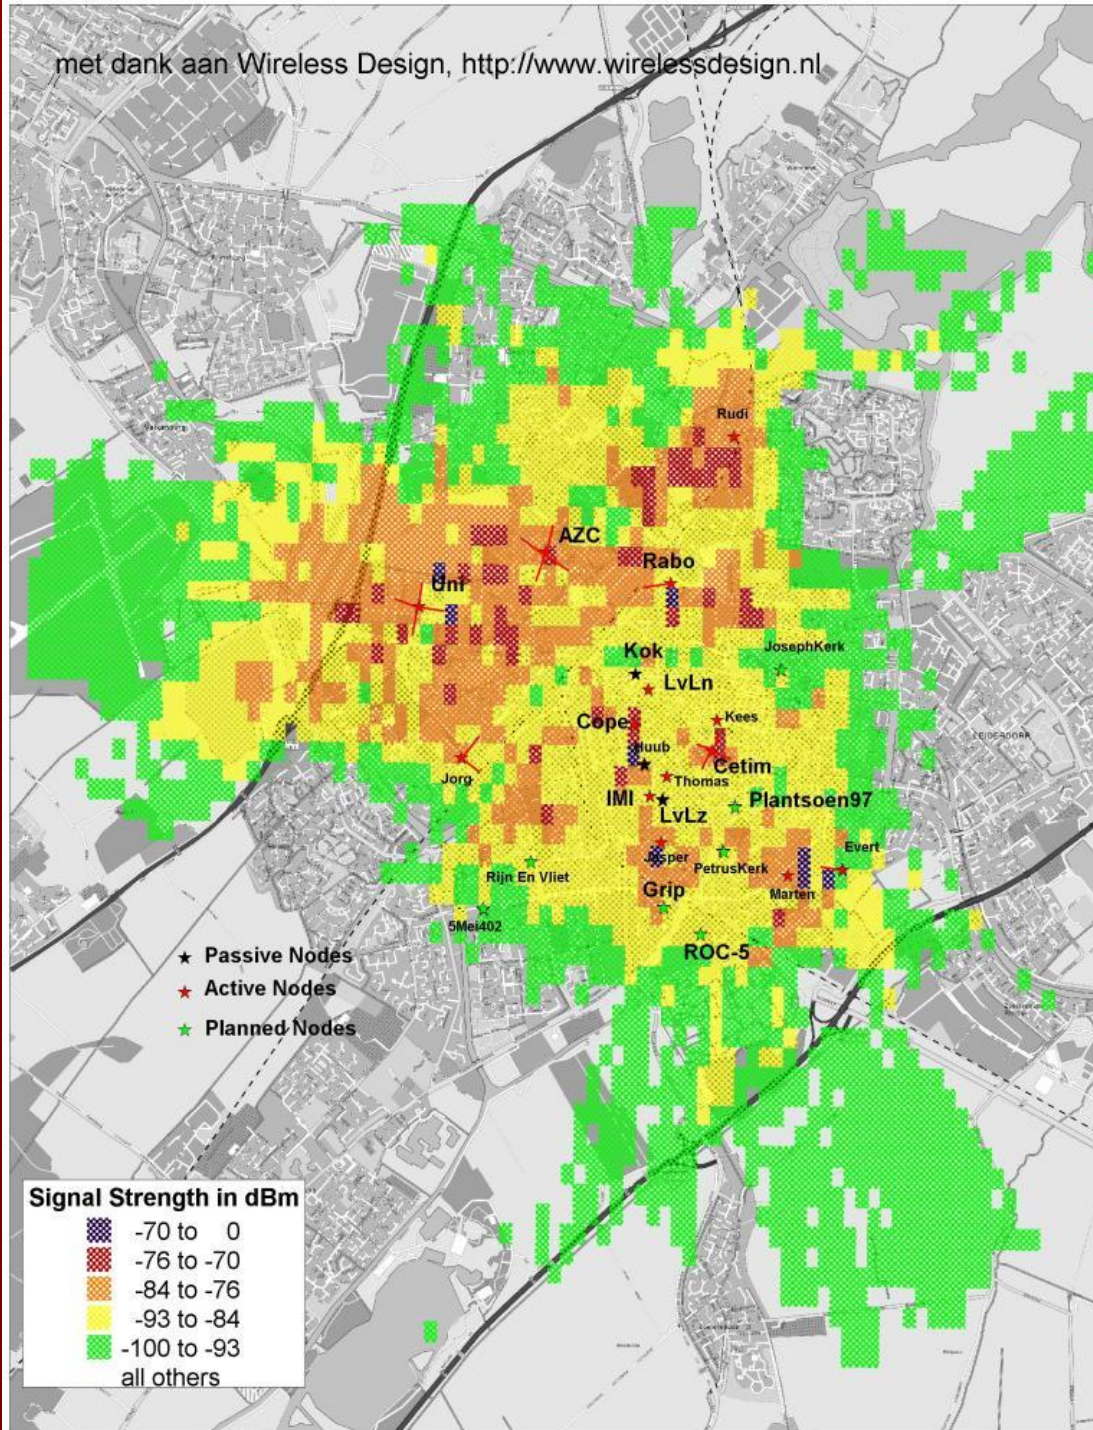 met dank aan Wireless Design, http://www.wirelessdesign.nl
Valkenburg
Rudi
AZC
Rabo
Uni
JosephKerk
Kok
LvLn
Cope
Kees
LEIDERDORP
Huub
Cetim
Jorg
Thomas
IMI
Plantsoen97
LvLz
Jasper
Evert
PetrusKerk
Rijn En Vliet
Marten
Grip
5Mei402
ROC-5
Passive Nodes
Active Nodes
Planned Nodes
Signal Strength in dBm
-70 to 0
-76 to -70
-84 to -76
-93 to -84
-100 to -93
all others